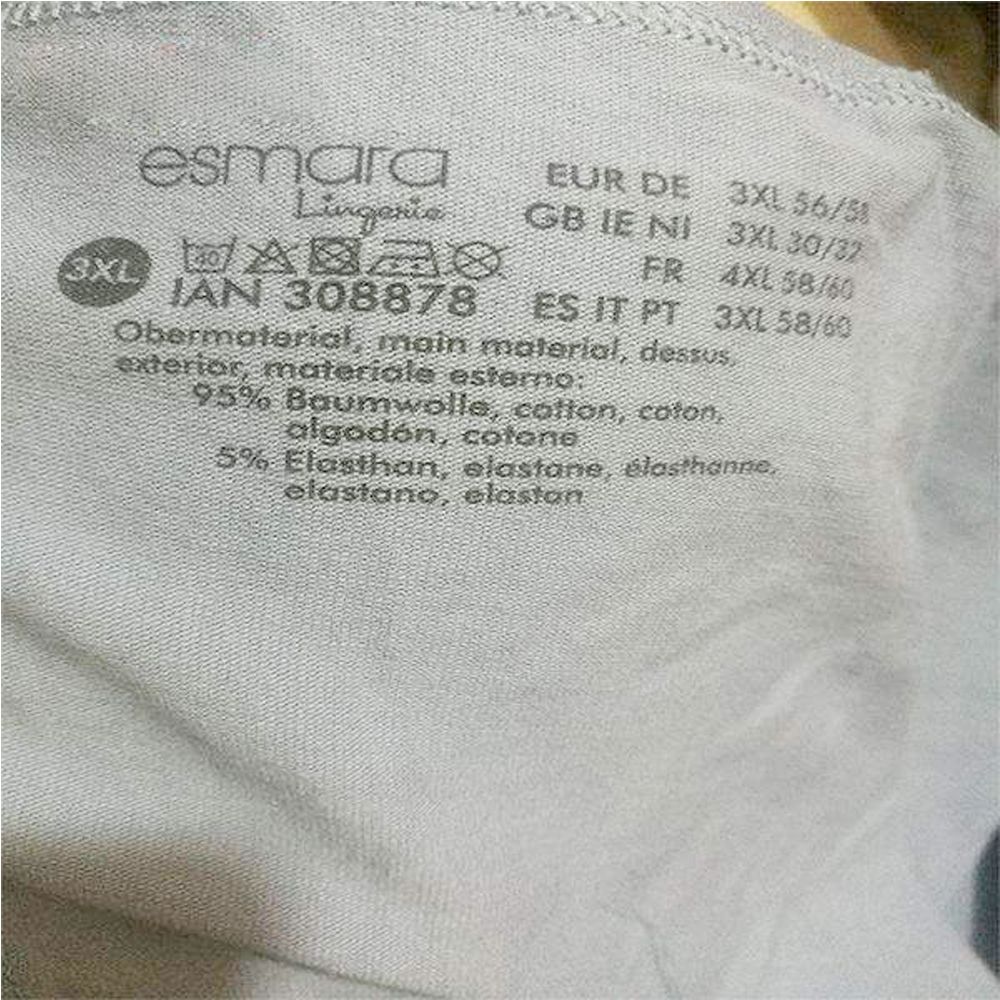 esmara
Lingerie
EUR DE 3XL 56/58
GB IE NI 3XL 30/32
FR 4XL 58/60
ES IT PT 3XL 58/60
3XL
40
IAN 308878
Obermaterial, main material, dessus,
exterior, materiale esterno:
95% Baumwolle, cotton, coton,
algodón, cotone
5% Elasthan, elastane, élasthanne,
elastano, elastan